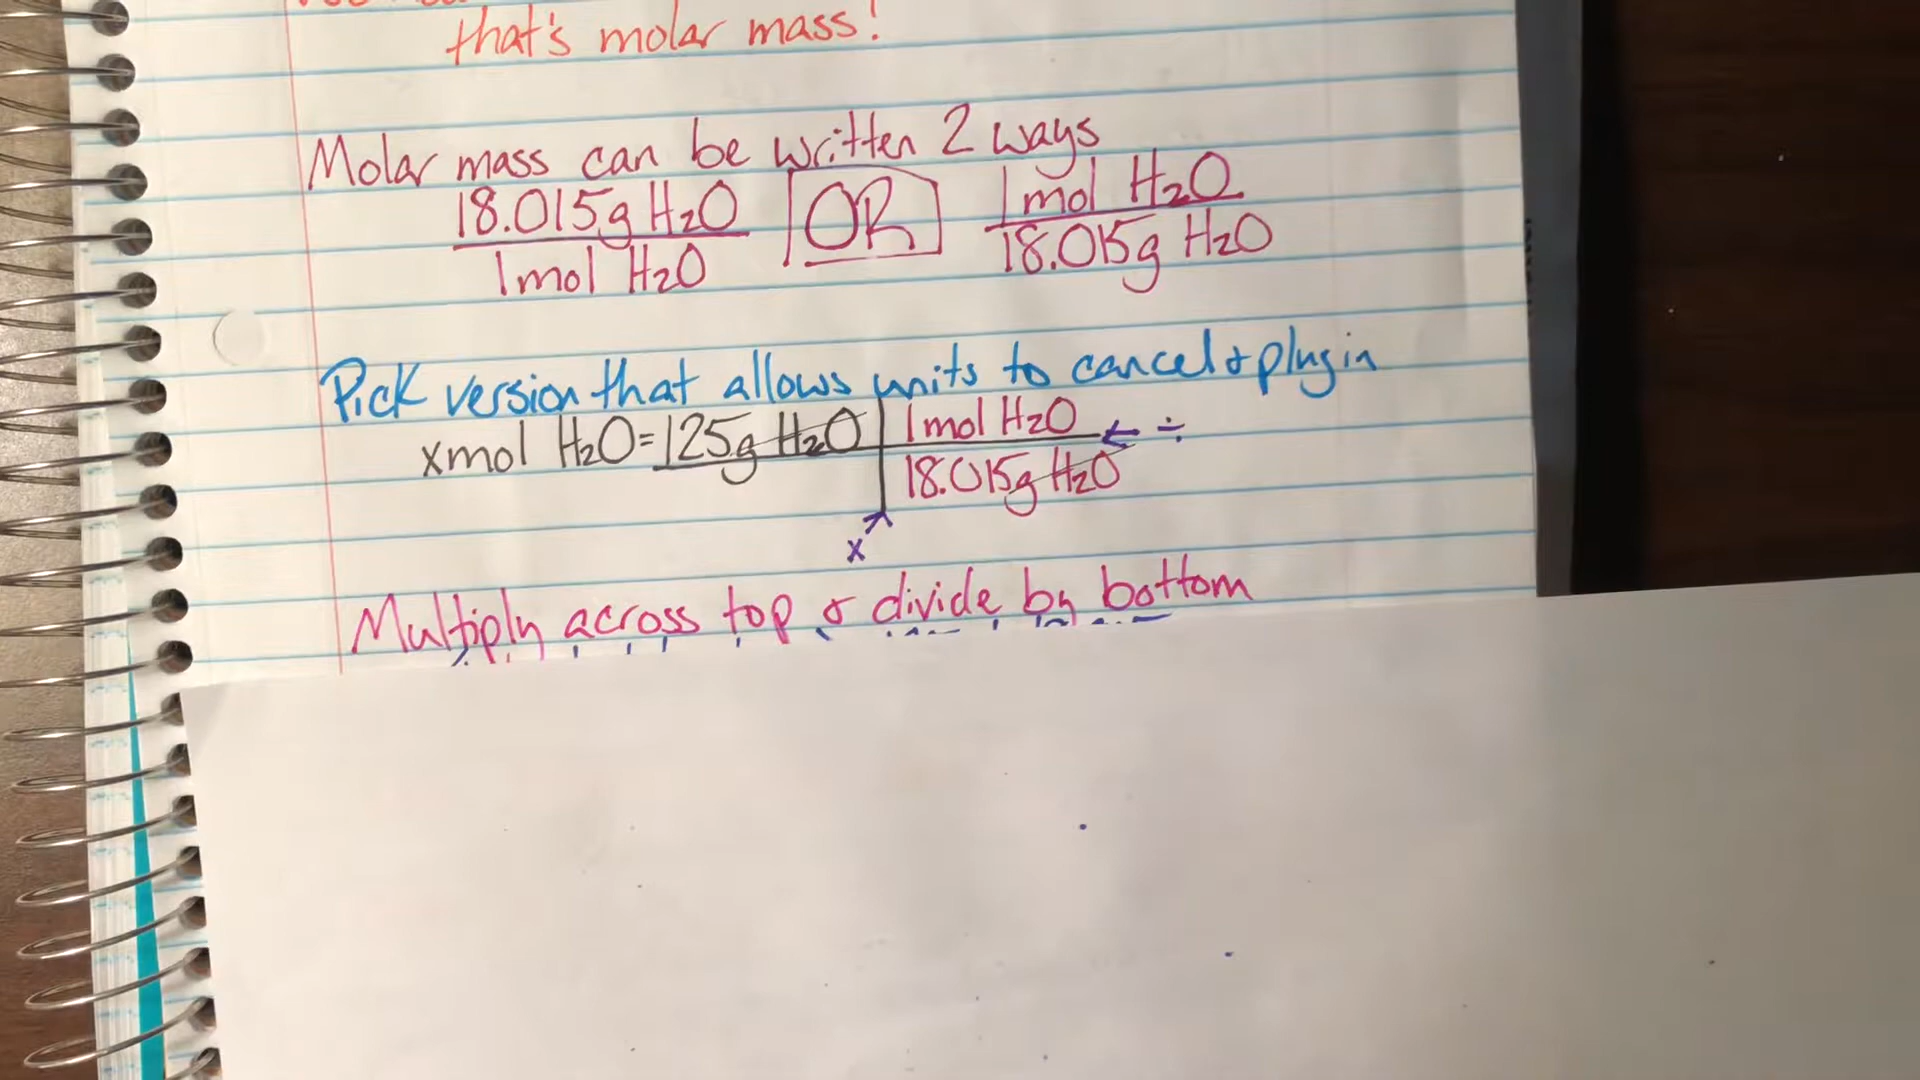 that's molar mass!
Molar mass can be written 2 ways
18.015g H₂O OR 1mol H₂O
1mol H₂O 18.015g H₂O
Pick version that allows units to cancel & plug in
xmol H₂O = 125g H₂O 1mol H₂O ← ÷
18.015g H₂O
x
Multiply across top & divide by bottom